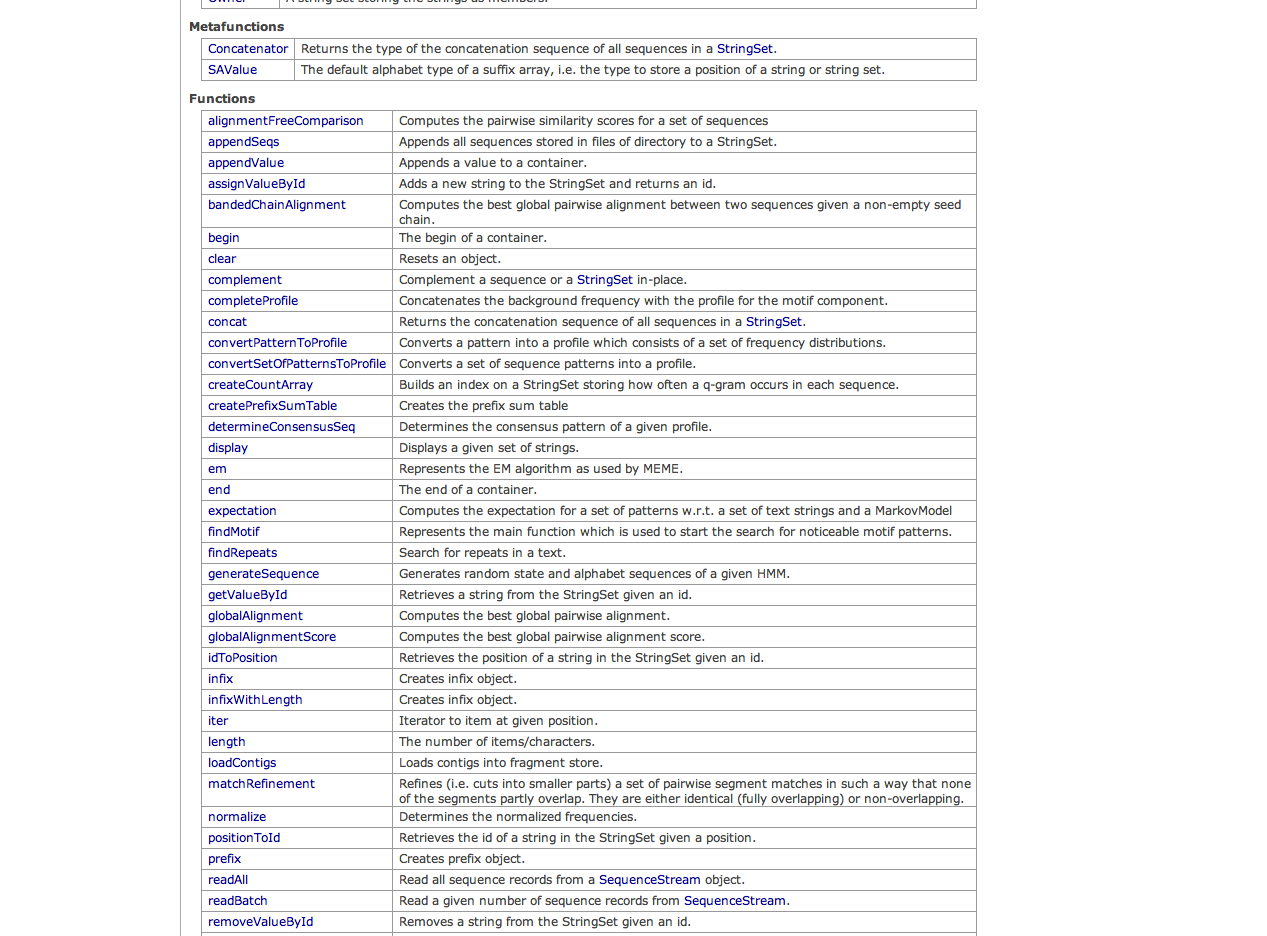 Owner A string set storing the strings as members.
Metafunctions
Concatenator Returns the type of the concatenation sequence of all sequences in a StringSet.
SAValue The default alphabet type of a suffix array, i.e. the type to store a position of a string or string set.
Functions
alignmentFreeComparison Computes the pairwise similarity scores for a set of sequences
appendSeqs Appends all sequences stored in files of directory to a StringSet.
appendValue Appends a value to a container.
assignValueById Adds a new string to the StringSet and returns an id.
bandedChainAlignment Computes the best global pairwise alignment between two sequences given a non-empty seed
chain.
begin The begin of a container.
clear Resets an object.
complement Complement a sequence or a StringSet in-place.
completeProfile Concatenates the background frequency with the profile for the motif component.
concat Returns the concatenation sequence of all sequences in a StringSet.
convertPatternToProfile Converts a pattern into a profile which consists of a set of frequency distributions.
convertSetOfPatternsToProfile Converts a set of sequence patterns into a profile.
createCountArray Builds an index on a StringSet storing how often a q-gram occurs in each sequence.
createPrefixSumTable Creates the prefix sum table
determineConsensusSeq Determines the consensus pattern of a given profile.
display Displays a given set of strings.
em Represents the EM algorithm as used by MEME.
end The end of a container.
expectation Computes the expectation for a set of patterns w.r.t. a set of text strings and a MarkovModel
findMotif Represents the main function which is used to start the search for noticeable motif patterns.
findRepeats Search for repeats in a text.
generateSequence Generates random state and alphabet sequences of a given HMM.
getValueById Retrieves a string from the StringSet given an id.
globalAlignment Computes the best global pairwise alignment.
globalAlignmentScore Computes the best global pairwise alignment score.
idToPosition Retrieves the position of a string in the StringSet given an id.
infix Creates infix object.
infixWithLength Creates infix object.
iter Iterator to item at given position.
length The number of items/characters.
loadContigs Loads contigs into fragment store.
matchRefinement Refines (i.e. cuts into smaller parts) a set of pairwise segment matches in such a way that none
of the segments partly overlap. They are either identical (fully overlapping) or non-overlapping.
normalize Determines the normalized frequencies.
positionToId Retrieves the id of a string in the StringSet given a position.
prefix Creates prefix object.
readAll Read all sequence records from a SequenceStream object.
readBatch Read a given number of sequence records from SequenceStream.
removeValueById Removes a string from the StringSet given an id.